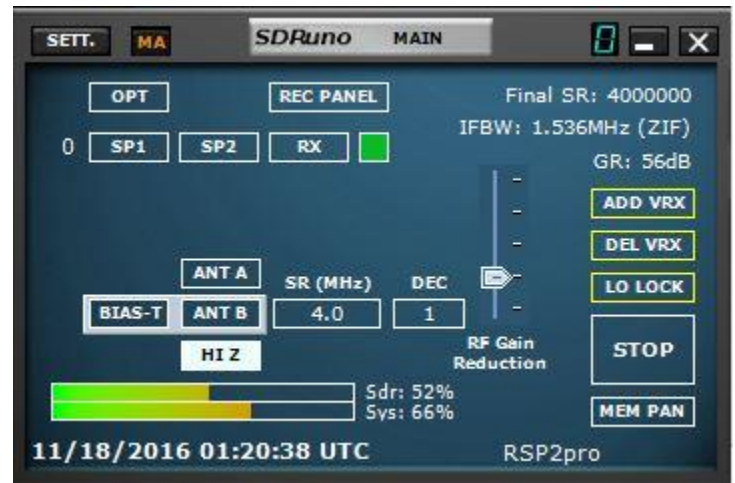 SETT. MA SDRuno MAIN 0
OPT REC PANEL Final SR: 4000000
IFBW: 1.536MHz (ZIF)
0 SP1 SP2 RX
GR: 56dB
ADD VRX
DEL VRX
ANT A SR (MHz) DEC LO LOCK
BIAS-T ANT B 4.0 1
HI Z RF Gain Reduction STOP
Sdr: 52%
Sys: 66% MEM PAN
11/18/2016 01:20:38 UTC RSP2pro